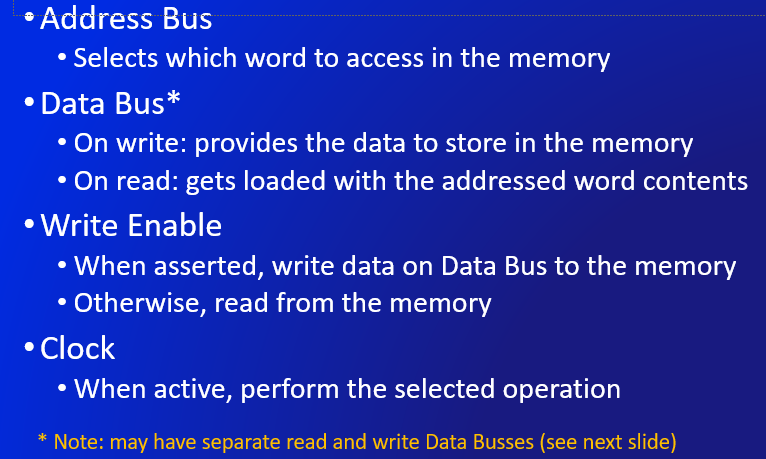 • Address Bus
• Selects which word to access in the memory
• Data Bus*
• On write: provides the data to store in the memory
• On read: gets loaded with the addressed word contents
• Write Enable
• When asserted, write data on Data Bus to the memory
• Otherwise, read from the memory
• Clock
• When active, perform the selected operation
* Note: may have separate read and write Data Busses (see next slide)